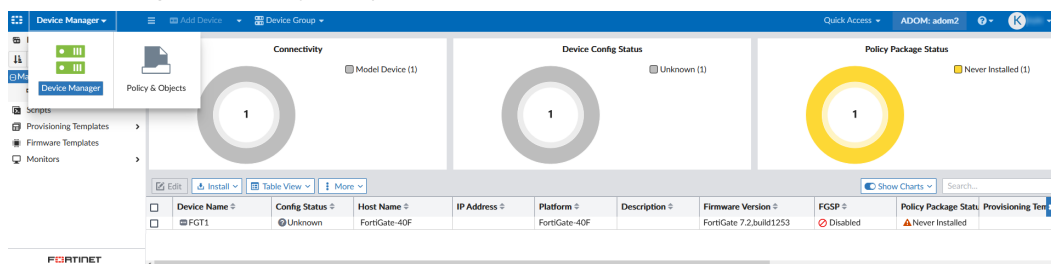 Device Manager
Add Device
Device Group
Quick Access
ADOM: adom2
K
Device Manager
Policy & Objects
Scripts
Provisioning Templates
Firmware Templates
Monitors
Connectivity
Model Device (1)
1
Device Config Status
Unknown (1)
1
Policy Package Status
Never Installed (1)
1
Edit Install Table View More Show Charts Search...
Device Name Config Status Host Name IP Address Platform Description Firmware Version FGSP Policy Package Statu Provisioning Tem
FGT1 Unknown FortiGate-40F FortiGate-40F FortiGate 7.2,build1253 Disabled Never Installed
FORTINET